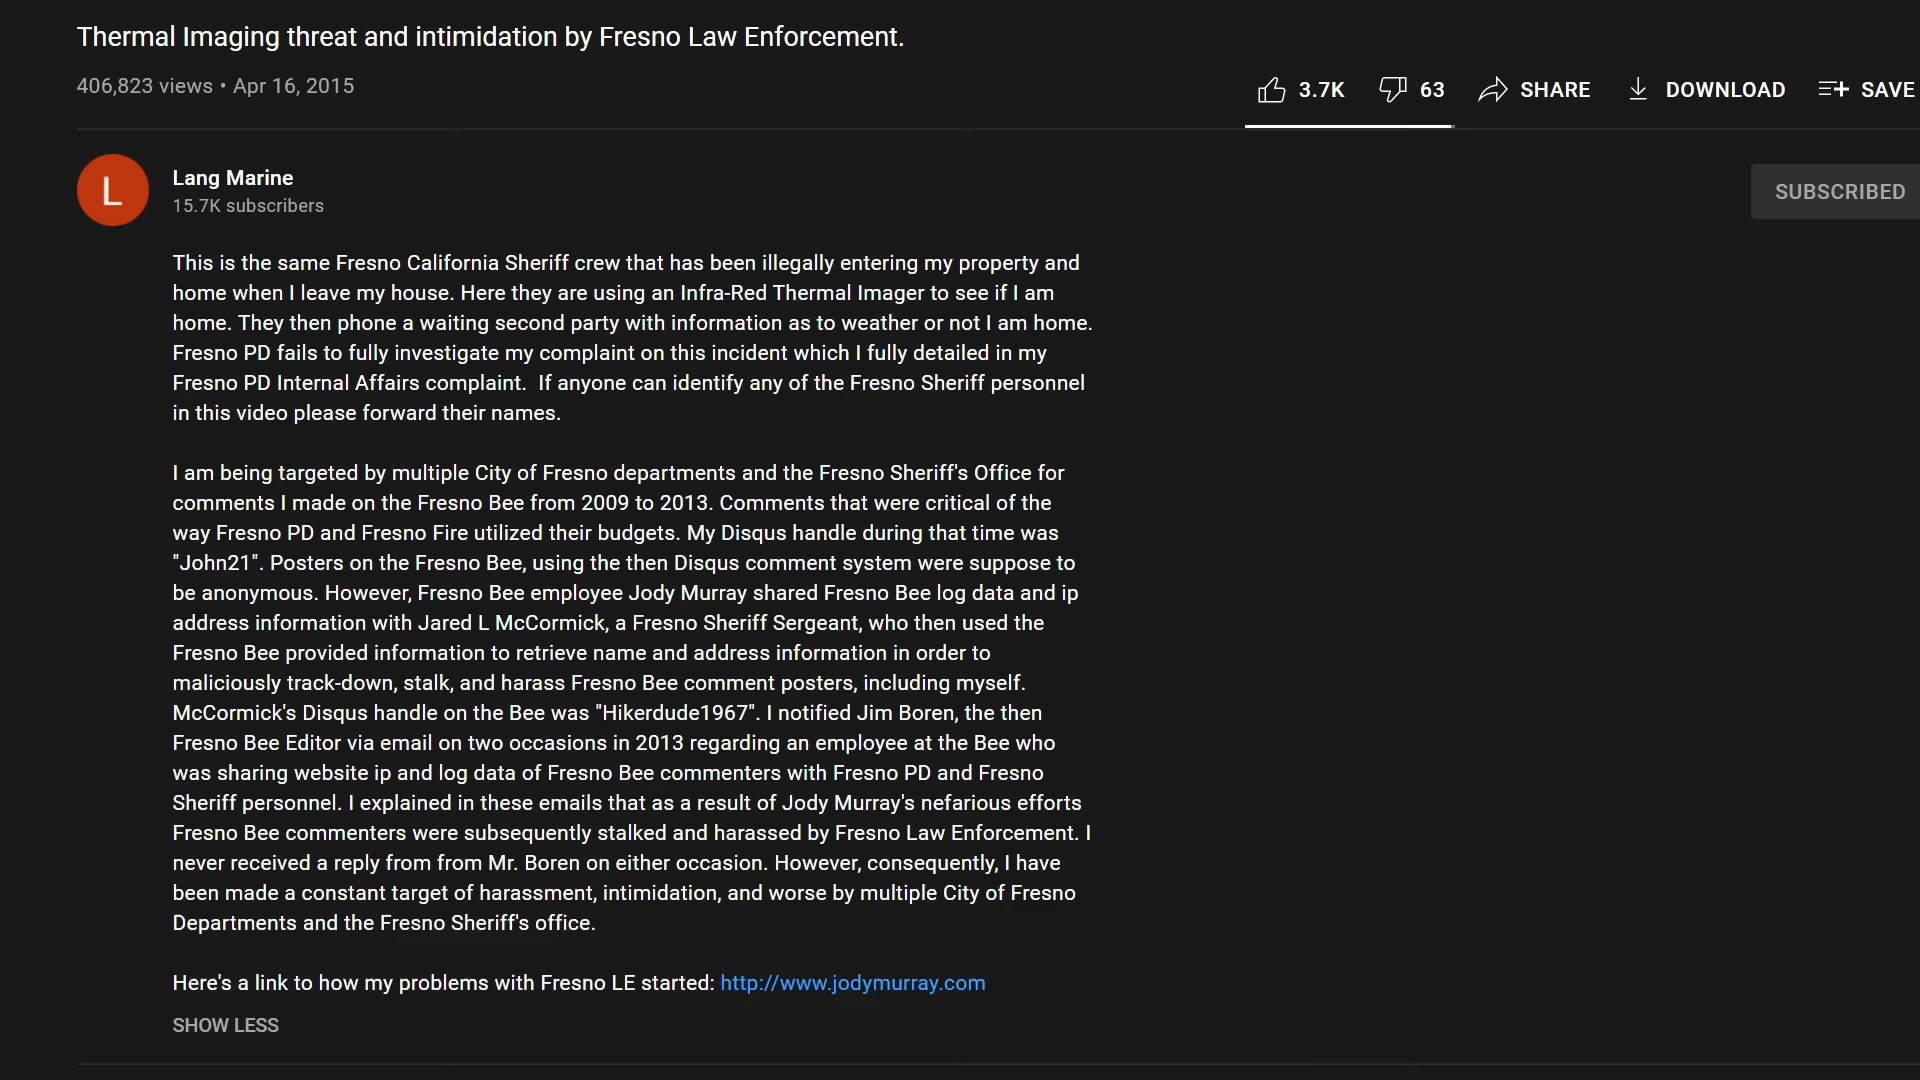 Thermal Imaging threat and intimidation by Fresno Law Enforcement.
406,823 views • Apr 16, 2015
3.7K 63 SHARE DOWNLOAD SAVE
L
Lang Marine
15.7K subscribers
SUBSCRIBED
This is the same Fresno California Sheriff crew that has been illegally entering my property and
home when I leave my house. Here they are using an Infra-Red Thermal Imager to see if I am
home. They then phone a waiting second party with information as to weather or not I am home.
Fresno PD fails to fully investigate my complaint on this incident which I fully detailed in my
Fresno PD Internal Affairs complaint.  If anyone can identify any of the Fresno Sheriff personnel
in this video please forward their names.
I am being targeted by multiple City of Fresno departments and the Fresno Sheriff's Office for
comments I made on the Fresno Bee from 2009 to 2013. Comments that were critical of the
way Fresno PD and Fresno Fire utilized their budgets. My Disqus handle during that time was
"John21". Posters on the Fresno Bee, using the then Disqus comment system were suppose to
be anonymous. However, Fresno Bee employee Jody Murray shared Fresno Bee log data and ip
address information with Jared L McCormick, a Fresno Sheriff Sergeant, who then used the
Fresno Bee provided information to retrieve name and address information in order to
maliciously track-down, stalk, and harass Fresno Bee comment posters, including myself.
McCormick's Disqus handle on the Bee was "Hikerdude1967". I notified Jim Boren, the then
Fresno Bee Editor via email on two occasions in 2013 regarding an employee at the Bee who
was sharing website ip and log data of Fresno Bee commenters with Fresno PD and Fresno
Sheriff personnel. I explained in these emails that as a result of Jody Murray's nefarious efforts
Fresno Bee commenters were subsequently stalked and harassed by Fresno Law Enforcement. I
never received a reply from from Mr. Boren on either occasion. However, consequently, I have
been made a constant target of harassment, intimidation, and worse by multiple City of Fresno
Departments and the Fresno Sheriff's office.
Here's a link to how my problems with Fresno LE started: http://www.jodymurray.com
SHOW LESS